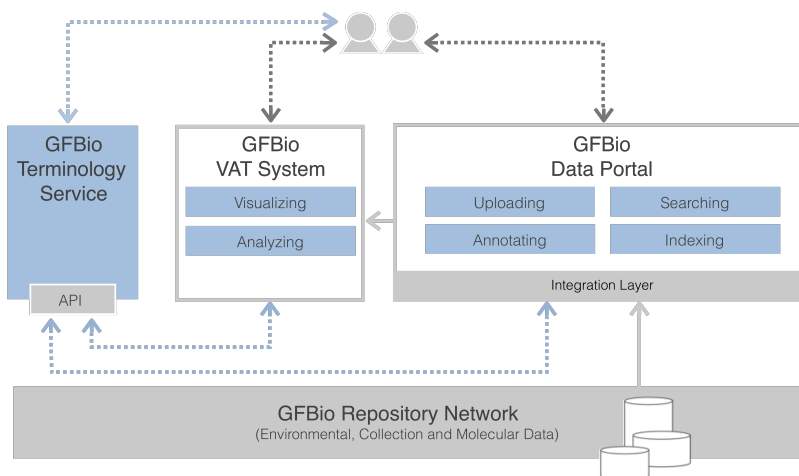 GFBio
Terminology
Service
API
GFBio
VAT System
Visualizing
Analyzing
GFBio
Data Portal
Uploading
Searching
Annotating
Indexing
Integration Layer
GFBio Repository Network
(Environmental, Collection and Molecular Data)